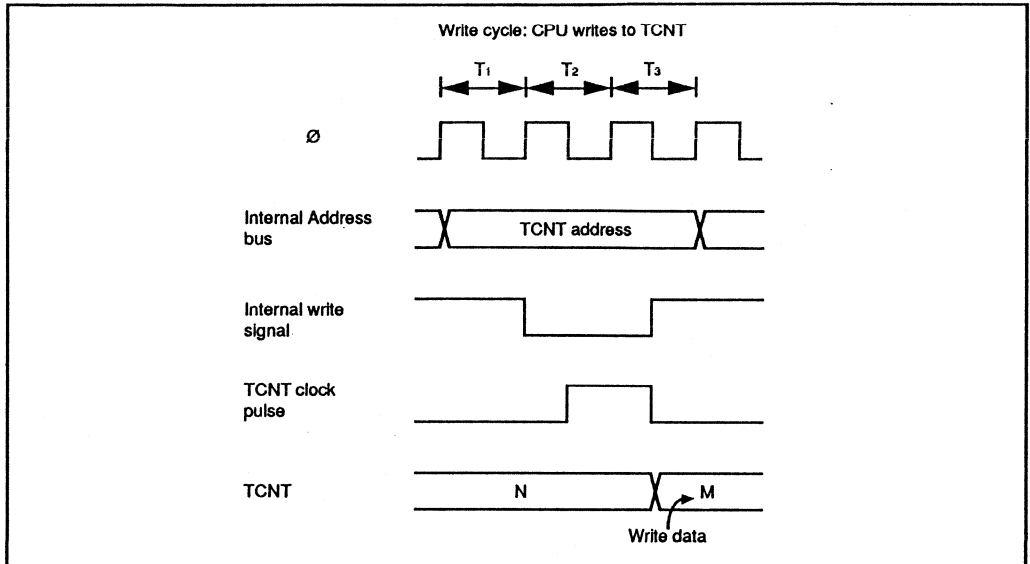 Write cycle: CPU writes to TCNT
T1 T2 T3
Ø
Internal Address
bus
TCNT address
Internal write
signal
TCNT clock
pulse
TCNT
N
M
Write data